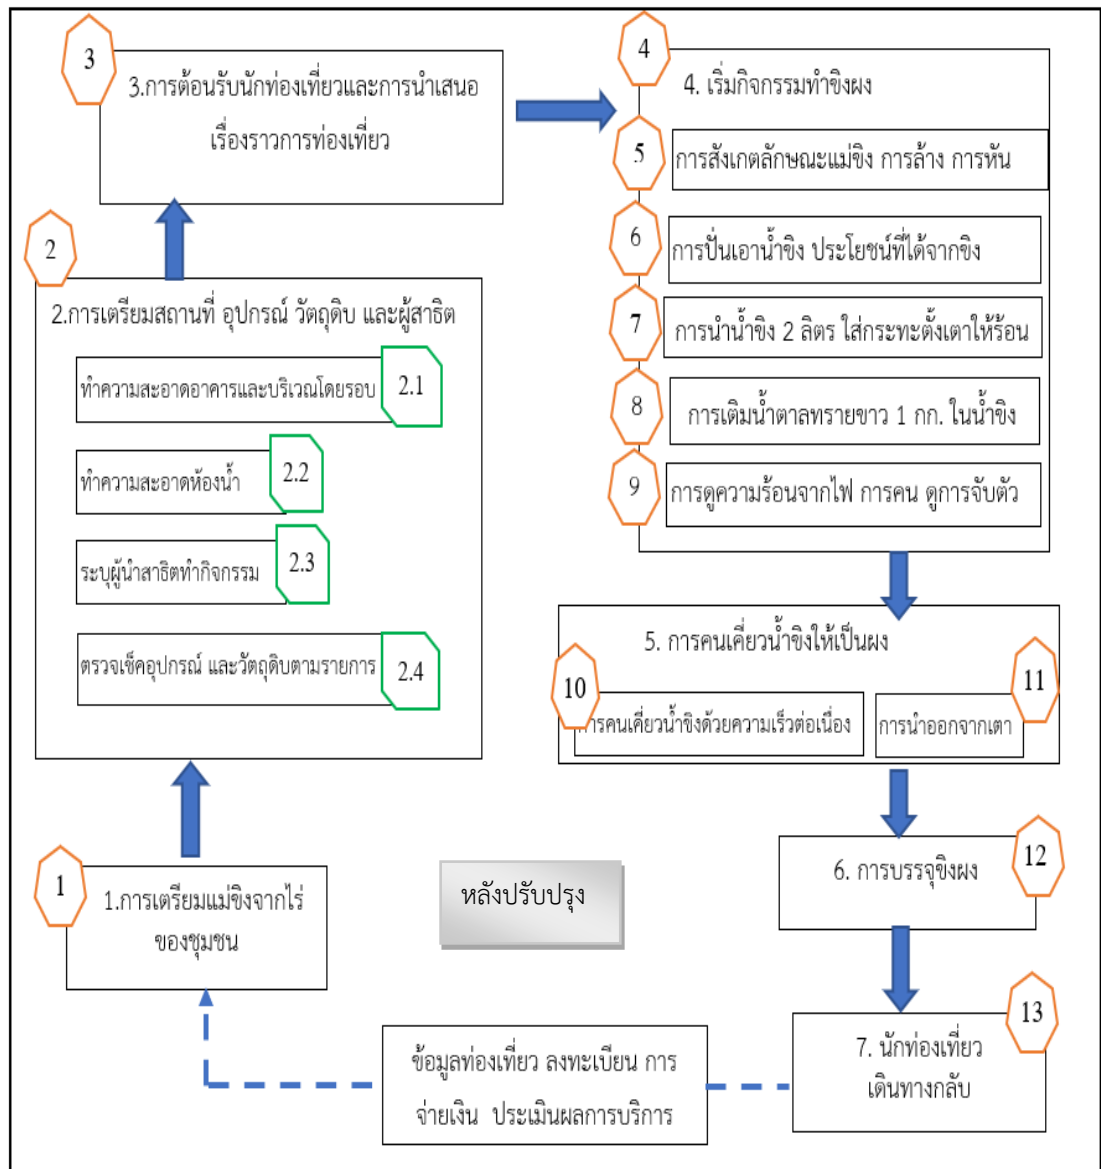 3
3.การต้อนรับนักท่องเที่ยวและการนำเสนอ
เรื่องราวการท่องเที่ยว
4
4. เริ่มกิจกรรมทำขิงผง
5
การสังเกตลักษณะแม่ขิง การล้าง การหัน
6
การปั่นเอาน้ำขิง ประโยชน์ที่ได้จากขิง
7
การนำน้ำขิง 2 ลิตร ใส่กระทะตั้งเตาให้ร้อน
8
การเติมน้ำตาลทรายขาว 1 กก. ในน้ำขิง
9
การดูความร้อนจากไฟ การคน ดูการจับตัว
2
2.การเตรียมสถานที่ อุปกรณ์ วัตถุดิบ และผู้สาธิต
ทำความสะอาดอาคารและบริเวณโดยรอบ
2.1
ทำความสะอาดห้องน้ำ
2.2
ระบุผู้นำสาธิตทำกิจกรรม
2.3
ตรวจเช็คอุปกรณ์ และวัตถุดิบตามรายการ
2.4
5. การคนเคี่ยวน้ำขิงให้เป็นผง
10
การคนเคี่ยวน้ำขิงด้วยความเร็วต่อเนื่อง
11
การนำออกจากเตา
1
1.การเตรียมแม่ขิงจากไร่
ของชุมชน
หลังปรับปรุง
12
6. การบรรจุขิงผง
13
7. นักท่องเที่ยว
เดินทางกลับ
ข้อมูลท่องเที่ยว ลงทะเบียน การ
จ่ายเงิน ประเมินผลการบริการ